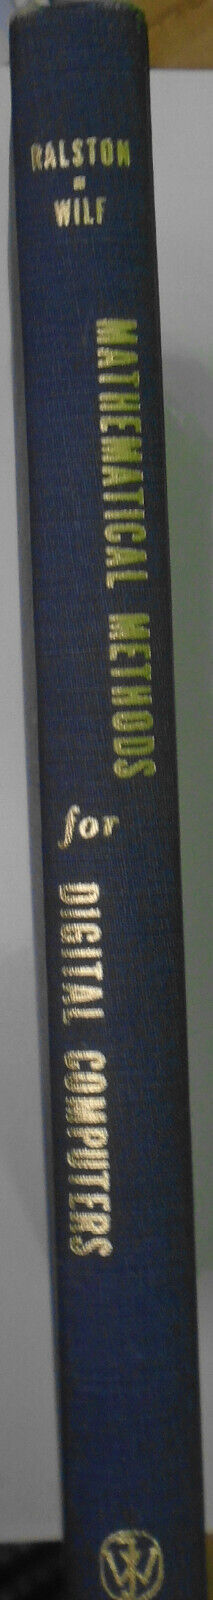 RALSTON
WILF
MATHEMATICAL METHODS
for
DIGITAL COMPUTERS